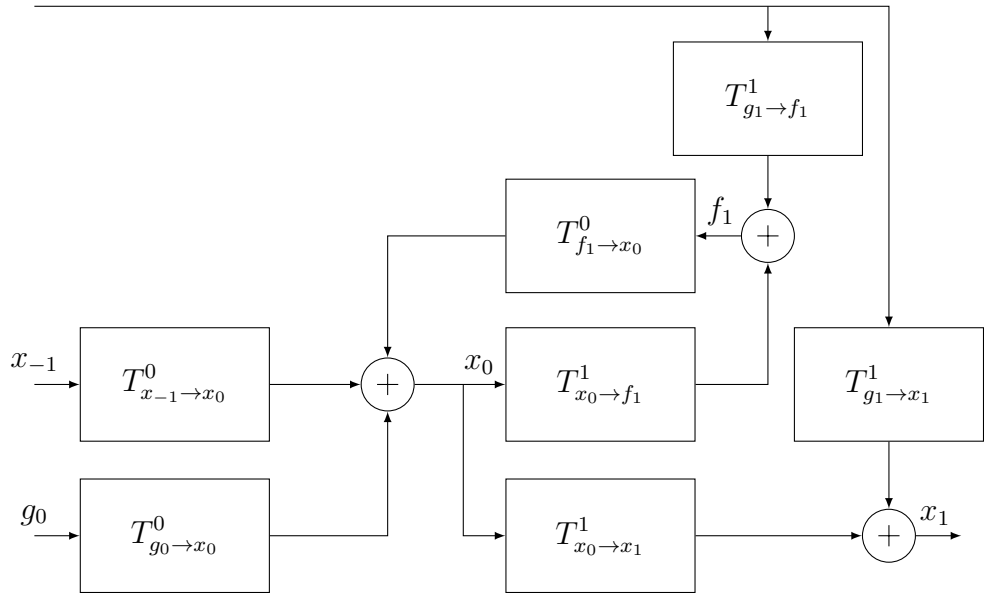 T^1_{g_1→f_1}
f_1
+
T^0_{f_1→x_0}
x_{-1}
T^0_{x_{-1}→x_0}
+
x_0
T^1_{x_0→f_1}
T^1_{g_1→x_1}
g_0
T^0_{g_0→x_0}
T^1_{x_0→x_1}
+
x_1